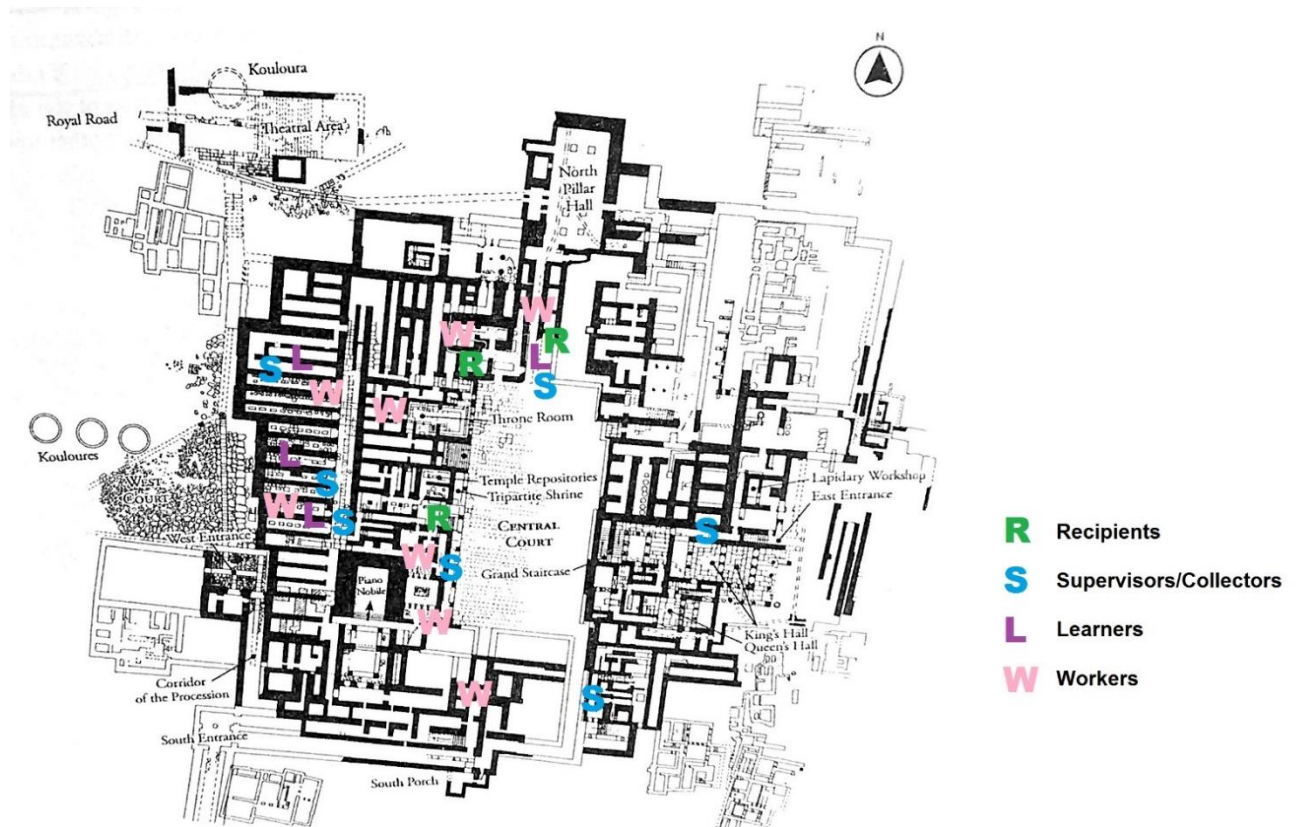 N
Kouloura
Royal Road
Theatral Area
North
Pillar
Hall
W
W
R
R
L
L
S
S
W
W
Throne Room
Kouloures
WEST
COURT
L
S
Temple Repositories
Tripartite Shrine
Lapidary Workshop
East Entrance
W
L
S
R
CENTRAL
COURT
S
West Entrance
W
S
Grand Staircase
Piano
Nobile
W
King's Hall
Queen's Hall
Corridor
of the Procession
W
S
South Entrance
South Porch
R Recipients
S Supervisors/Collectors
L Learners
W Workers